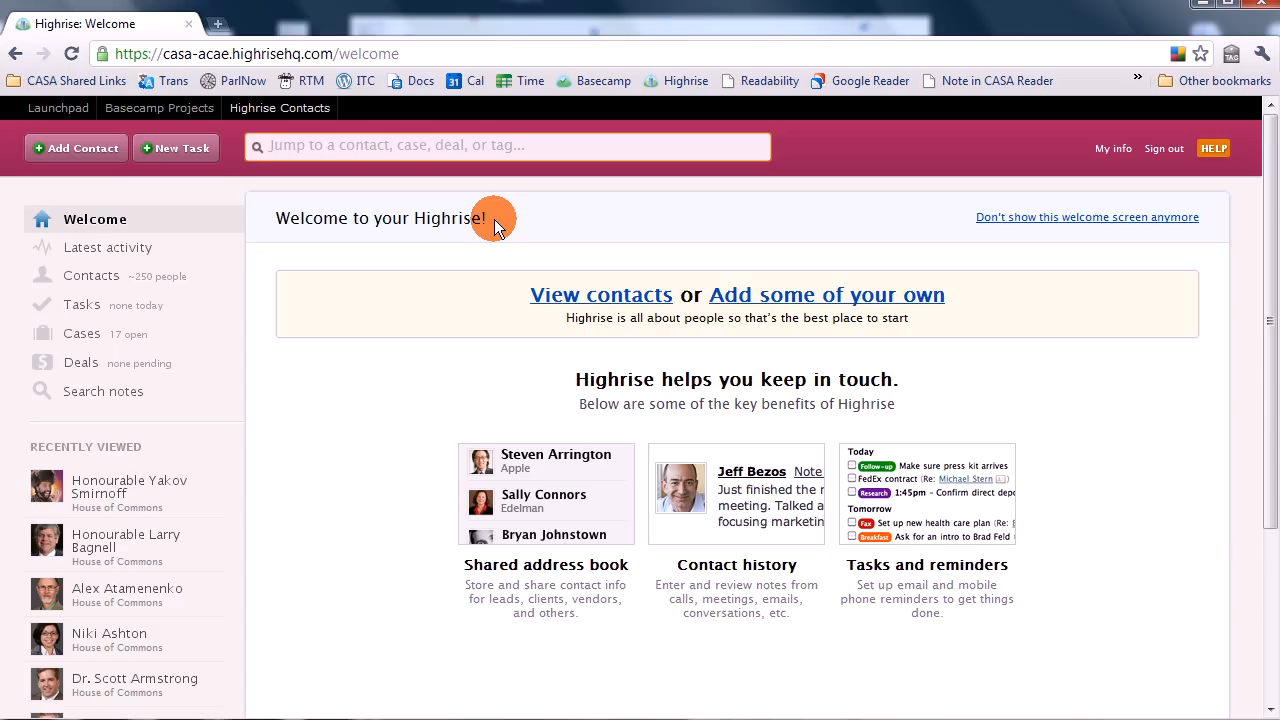 Highrise: Welcome
https://casa-acae.highrisehq.com/welcome
TAG
CASA Shared Links Trans ParlNow RTM ITC Docs 31 Cal Time Basecamp Highrise Readability Google Reader Note in CASA Reader » Other bookmarks
Launchpad Basecamp Projects Highrise Contacts
Add Contact New Task Jump to a contact, case, deal, or tag... My info Sign out HELP
Welcome
Latest activity
Contacts ~250 people
Tasks none today
Cases 17 open
Deals none pending
Search notes
RECENTLY VIEWED
Honourable Yakov
Smirnoff
House of Commons
Honourable Larry
Bagnell
House of Commons
Alex Atamenenko
House of Commons
Niki Ashton
House of Commons
Dr. Scott Armstrong
House of Commons
Welcome to your Highrise! Don't show this welcome screen anymore
View contacts or Add some of your own
Highrise is all about people so that's the best place to start
Highrise helps you keep in touch.
Below are some of the key benefits of Highrise
Steven Arrington
Apple
Sally Connors
Edelman
Bryan Johnstown
Shared address book
Store and share contact info
for leads, clients, vendors,
and others.
Jeff Bezos Note
Just finished the
meeting. Talked a
focusing marketin
Contact history
Enter and review notes from
calls, meetings, emails,
conversations, etc.
Today
Follow-up Make sure press kit arrives
FedEx contract (Re: Michael Stern)
Research 1:45pm – Confirm direct depo
Tomorrow
Fax Set up new health care plan (Re:
Breakfast Ask for an intro to Brad Feld
Tasks and reminders
Set up email and mobile
phone reminders to get things
done.